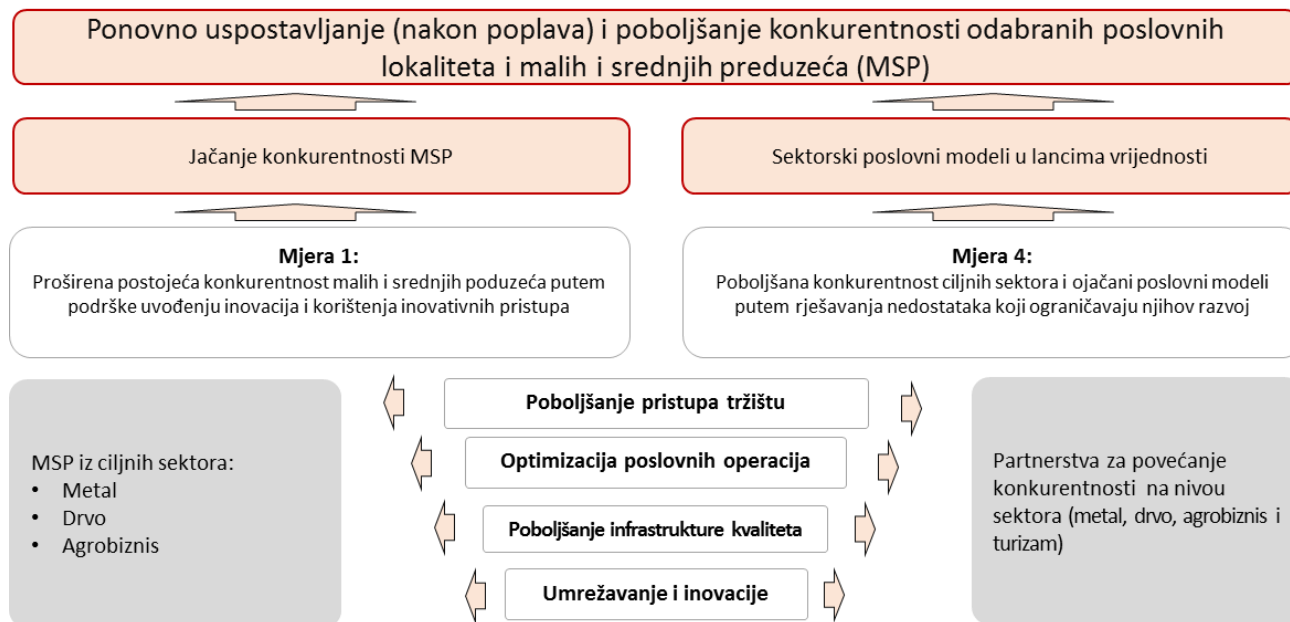 Ponovno uspostavljanje (nakon poplava) i poboljšanje konkurentnosti odabranih poslovnih
lokaliteta i malih i srednjih preduzeća (MSP)
Jačanje konkurentnosti MSP
Sektorski poslovni modeli u lancima vrijednosti
Mjera 1:
Proširena postojeća konkurentnost malih i srednjih poduzeća putem
podrške uvođenju inovacija i korištenja inovativnih pristupa
Mjera 4:
Poboljšana konkurentnost ciljnih sektora i ojačani poslovni modeli
putem rješavanja nedostataka koji ograničavaju njihov razvoj
MSP iz ciljnih sektora:
• Metal
• Drvo
• Agrobiznis
Poboljšanje pristupa tržištu
Optimizacija poslovnih operacija
Poboljšanje infrastrukture kvaliteta
Umrežavanje i inovacije
Partnerstva za povećanje
konkurentnosti na nivou
sektora (metal, drvo, agrobiznis i
turizam)